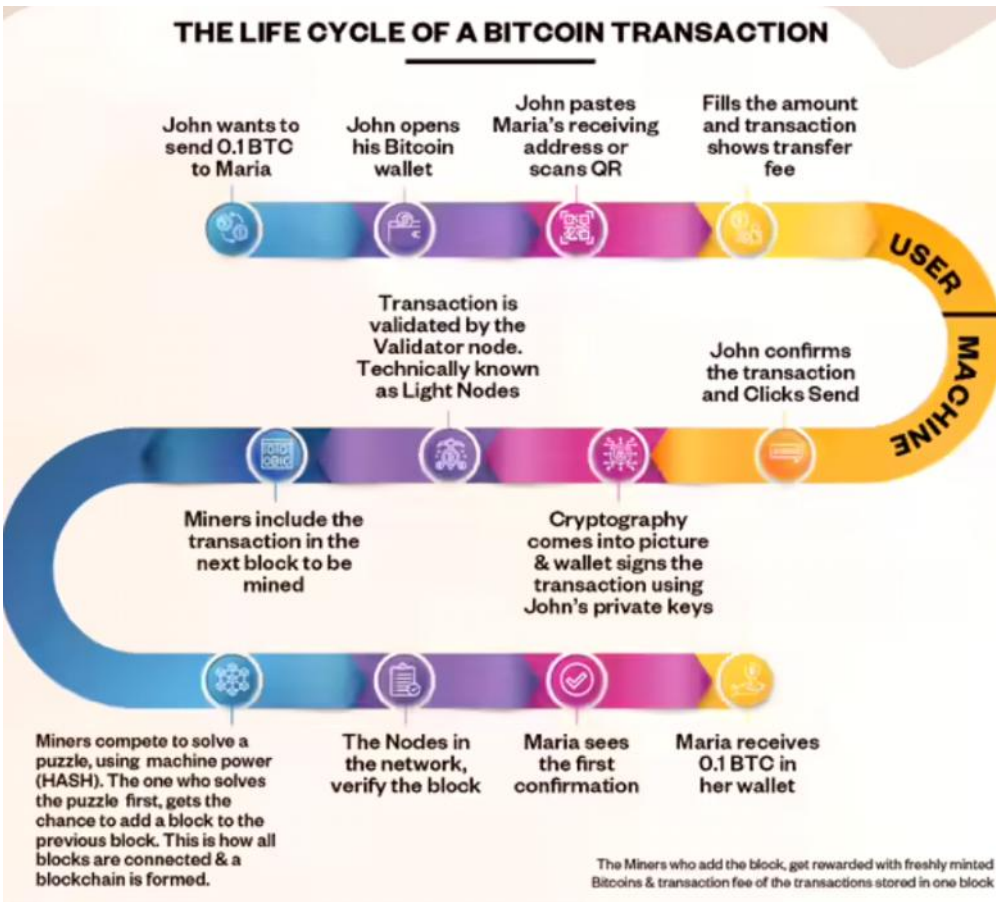 THE LIFE CYCLE OF A BITCOIN TRANSACTION
John wants to
send 0.1 BTC
to Maria
John opens
his Bitcoin
wallet
John pastes
Maria's receiving
address or
scans QR
Fills the amount
and transaction
shows transfer
fee
USER
MACHINE
John confirms
the transaction
and Clicks Send
Cryptography
comes into picture
& wallet signs the
transaction using
John's private keys
Transaction is
validated by the
Validator node.
Technically known
as Light Nodes
Miners include the
transaction in the
next block to be
mined
Miners compete to solve a
puzzle, using machine power
(HASH). The one who solves
the puzzle first, gets the
chance to add a block to the
previous block. This is how all
blocks are connected & a
blockchain is formed.
The Nodes in
the network,
verify the block
Maria sees
the first
confirmation
Maria receives
0.1 BTC in
her wallet
The Miners who add the block, get rewarded with freshly minted
Bitcoins & transaction fee of the transactions stored in one block